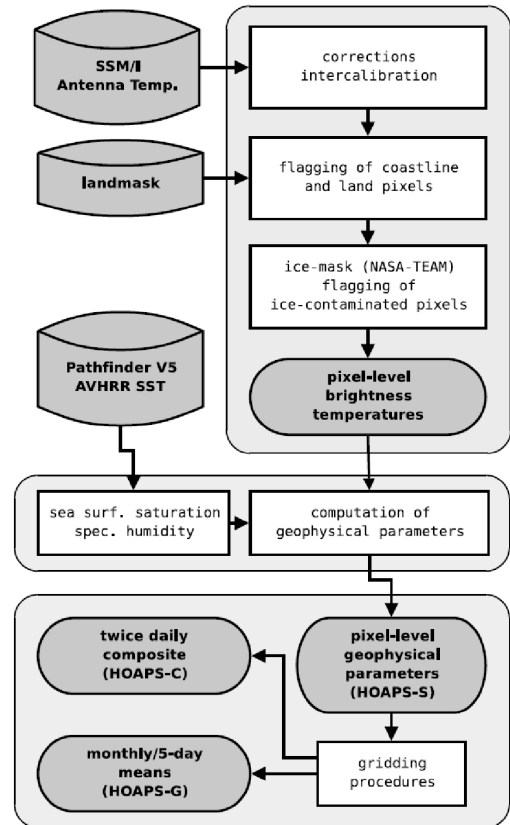 SSM/I
Antenna Temp.
corrections
intercalibration
landmask
flagging of coastline
and land pixels
ice-mask (NASA-TEAM)
flagging of
ice-contaminated pixels
Pathfinder V5
AVHRR SST
pixel-level
brightness
temperatures
sea surf. saturation
spec. humidity
computation of
geophysical parameters
twice daily
composite
(HOAPS-C)
pixel-level
geophysical
parameters
(HOAPS-S)
monthly/5-day
means
(HOAPS-G)
gridding
procedures